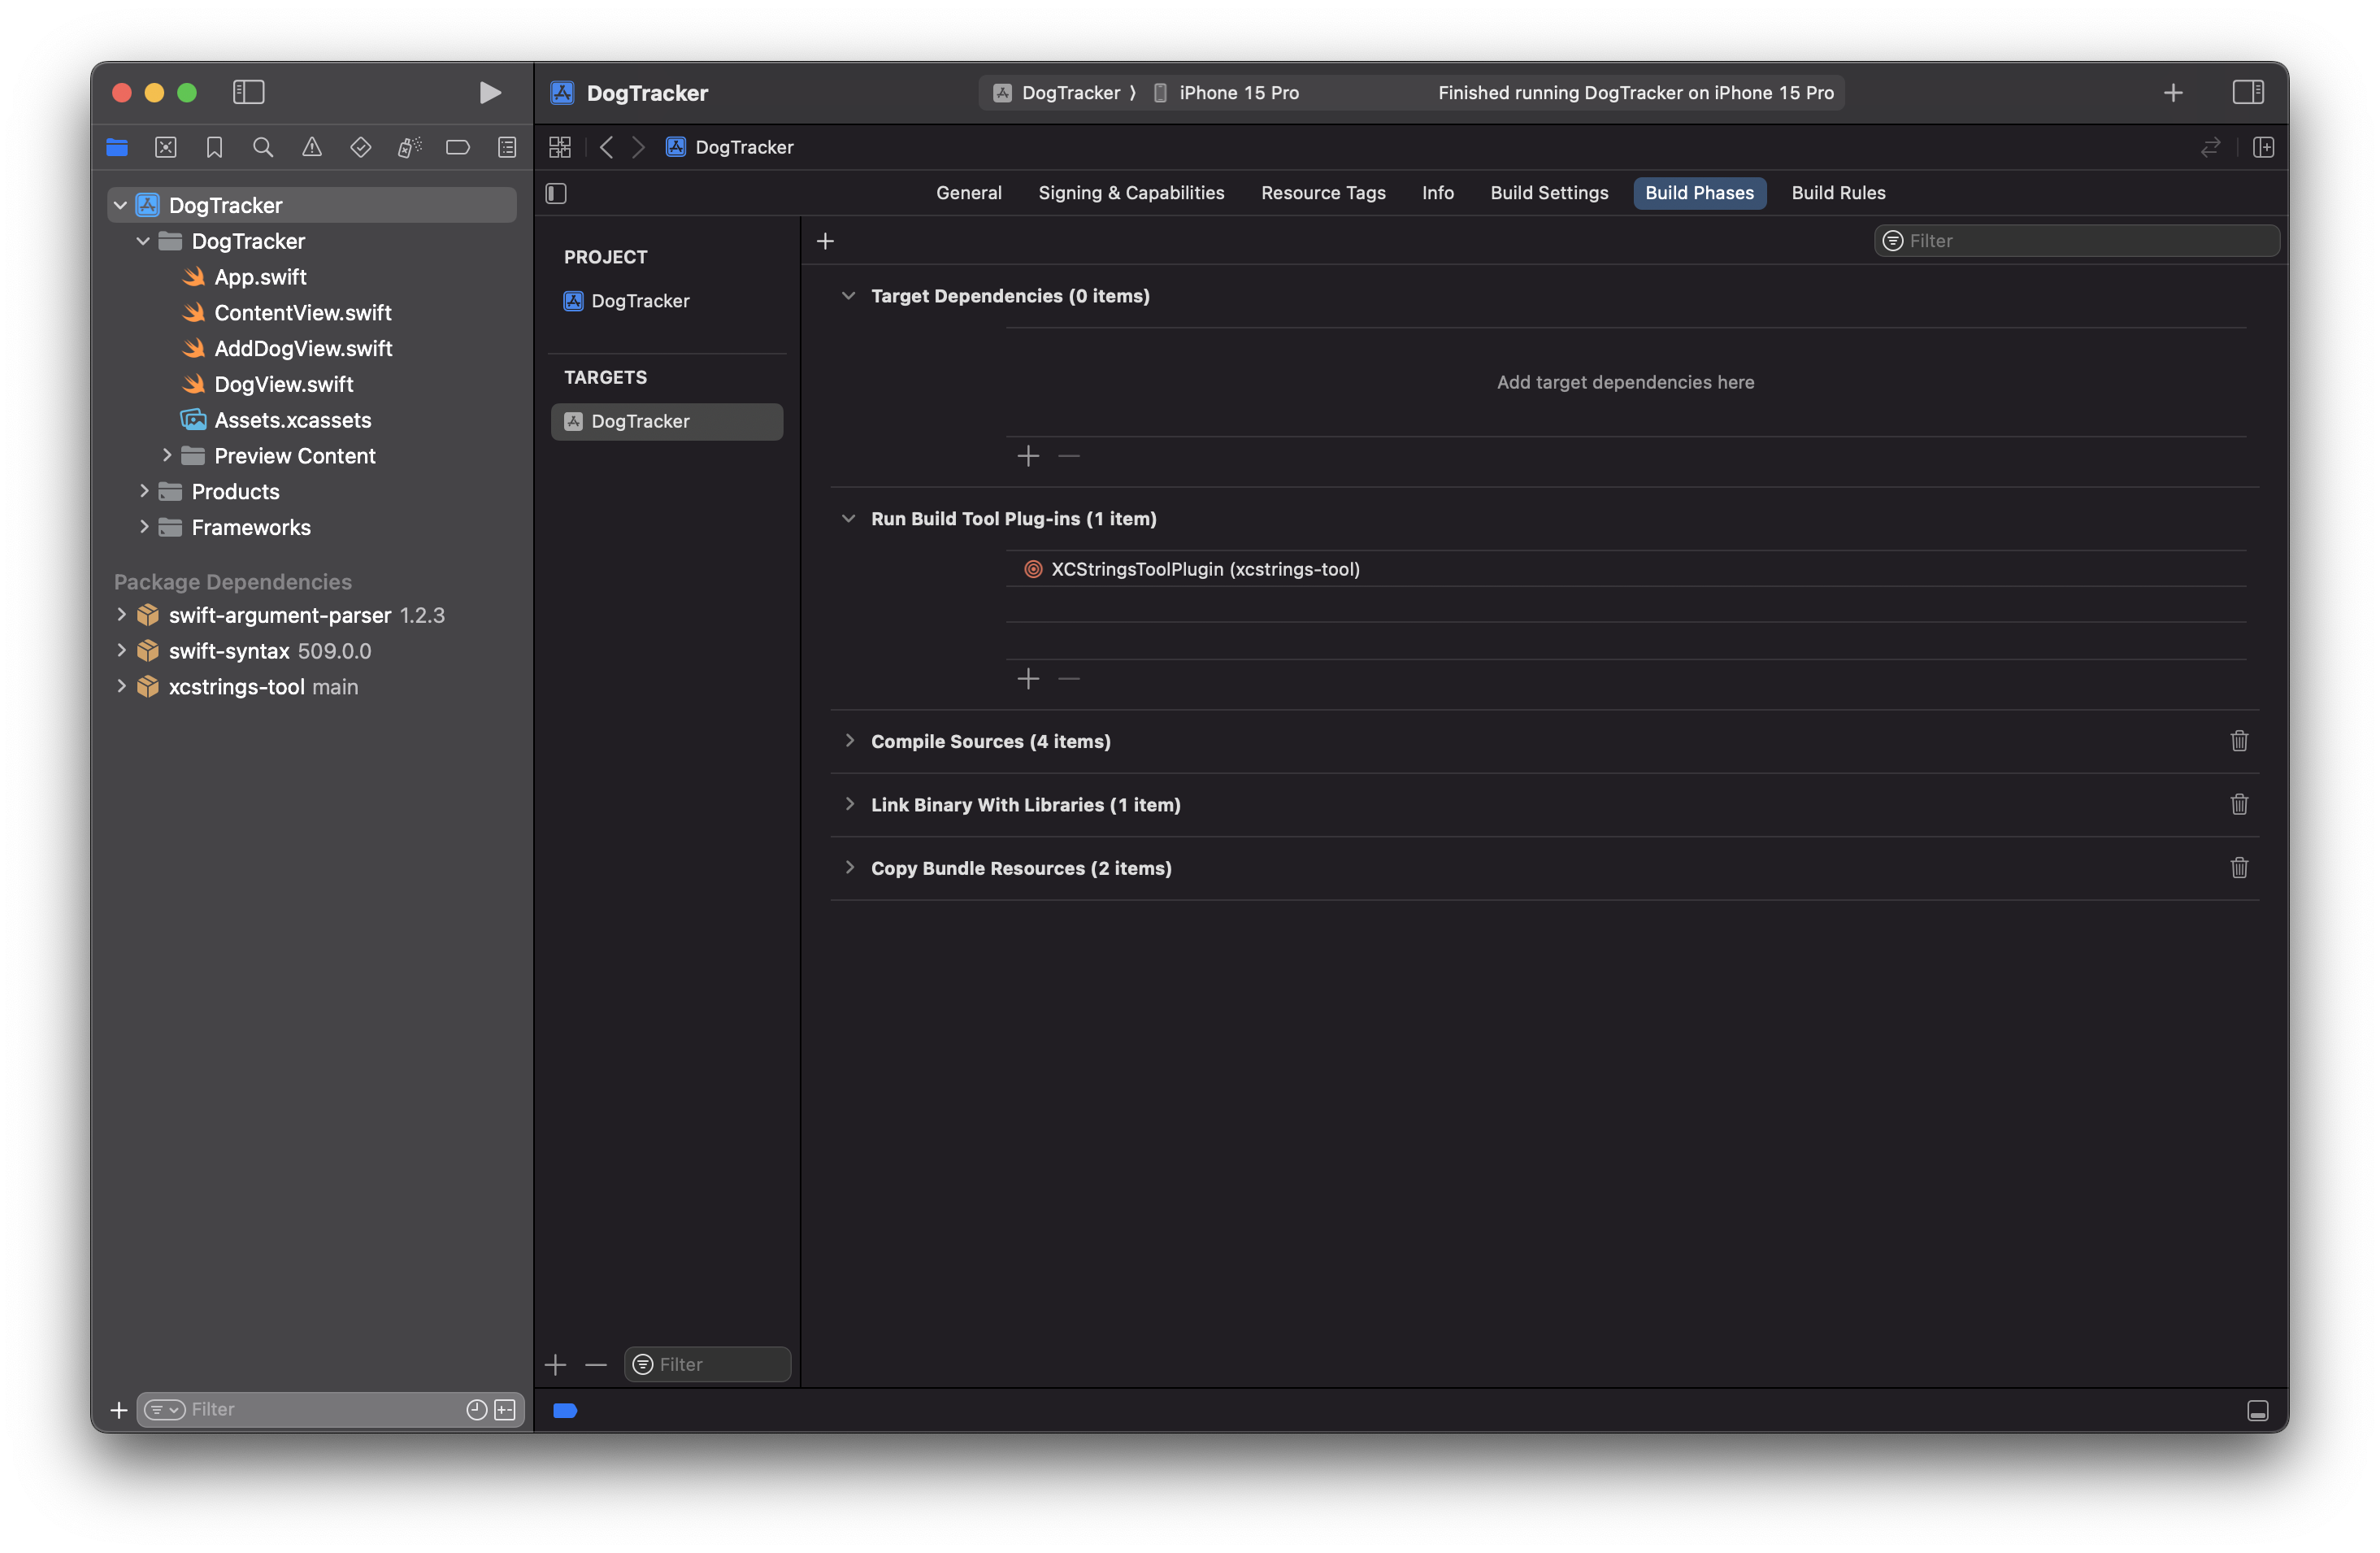 DogTracker
DogTracker
iPhone 15 Pro
Finished running DogTracker on iPhone 15 Pro
DogTracker
DogTracker
DogTracker
App.swift
ContentView.swift
AddDogView.swift
DogView.swift
Assets.xcassets
Preview Content
Products
Frameworks
Package Dependencies
swift-argument-parser 1.2.3
swift-syntax 509.0.0
xcstrings-tool main
Filter
General
Signing & Capabilities
Resource Tags
Info
Build Settings
Build Phases
Build Rules
PROJECT
DogTracker
TARGETS
DogTracker
Filter
Filter
Target Dependencies (0 items)
Add target dependencies here
Run Build Tool Plug-ins (1 item)
XCStringsToolPlugin (xcstrings-tool)
Compile Sources (4 items)
Link Binary With Libraries (1 item)
Copy Bundle Resources (2 items)